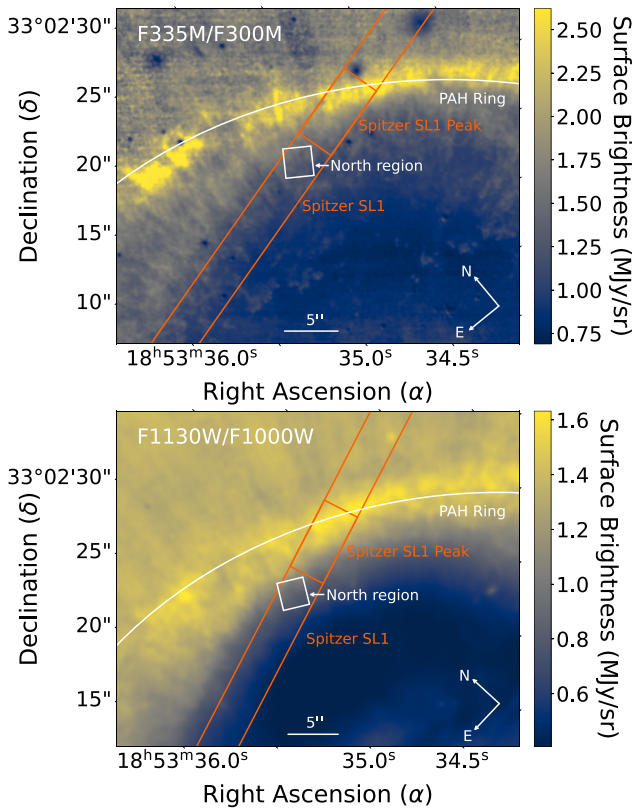 F335M/F300M
33°02'30"
25"
20"
15"
10"
Declination (δ)
PAH Ring
Spitzer SL1 Peak
North region
Spitzer SL1
N
E
5''
18ʰ53ᵐ36.0ˢ
35.0ˢ
34.5ˢ
Right Ascension (α)
2.50
2.25
2.00
1.75
1.50
1.25
1.00
0.75
Surface Brightness (MJy/sr)
F1130W/F1000W
33°02'30"
25"
20"
15"
Declination (δ)
PAH Ring
Spitzer SL1 Peak
North region
Spitzer SL1
N
E
5''
18ʰ53ᵐ36.0ˢ
35.0ˢ
34.5ˢ
Right Ascension (α)
1.6
1.4
1.2
1.0
0.8
0.6
Surface Brightness (MJy/sr)